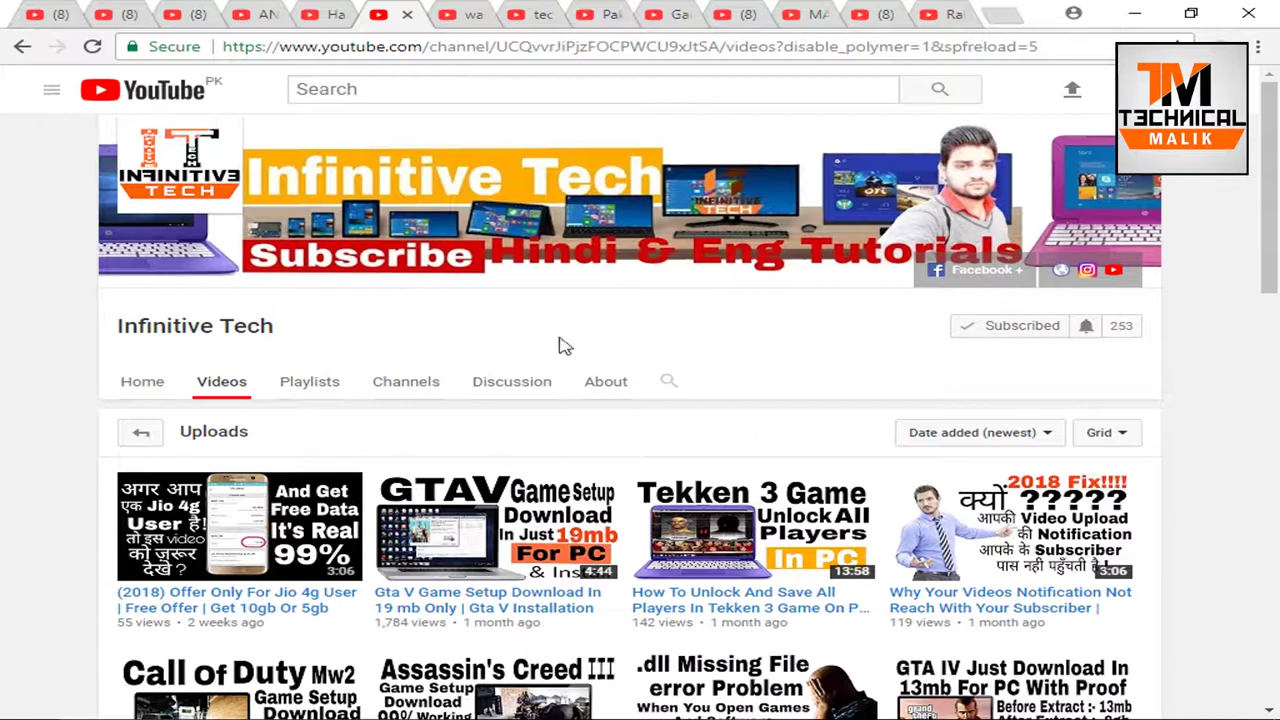 (8)
(8)
(8)
AN
Ha
wa
tec
Pal
Ga
(8)
MA
(8)
Ra
Secure
https://www.youtube.com/channel/UCQvvrJiPjzFOCPWCU9xJtSA/videos?disable_polymer=1&spfreload=5
YouTube PK
Search
TM
TECHNICAL
MALIK
IT
INFINITIVE
TECH
Infinitive Tech
Subscribe
Hindi & Eng Tutorials
INFINITIVE
TECH
Facebook +
Infinitive Tech
Subscribed 253
Home Videos Playlists Channels Discussion About
Uploads
Date added (newest)
Grid
अगर आप
एक Jio 4g
User है!
तो इस video
को ज़रूर
देखे ?
And Get
Free Data
It's Real
99%
3:06
(2018) Offer Only For Jio 4g User
| Free Offer | Get 10gb Or 5gb
55 views • 2 weeks ago
GTAV Game Setup
Download
In Just 19mb
For PC
& Ins
4:44
Gta V Game Setup Download In
19 mb Only | Gta V Installation
1,784 views • 1 month ago
Tekken 3 Game
Unlock All
Players
In PC
13:58
How To Unlock And Save All
Players In Tekken 3 Game On P...
142 views • 1 month ago
2018 Fix!!!!
क्यों ?????
आपकी Video Upload
की Notification
आपके के Subscriber
पास नही पहुँचती है
3:06
Why Your Videos Notification Not
Reach With Your Subscriber |
119 views • 1 month ago
Call of Duty Mw2
Game Setup
Download
Assassin's Creed III
Game Setup
Download
99% Working
.dll Missing File
error Problem
When You Open Games
GTA IV Just Download In
13mb For PC With Proof
Before Extract : 13mb